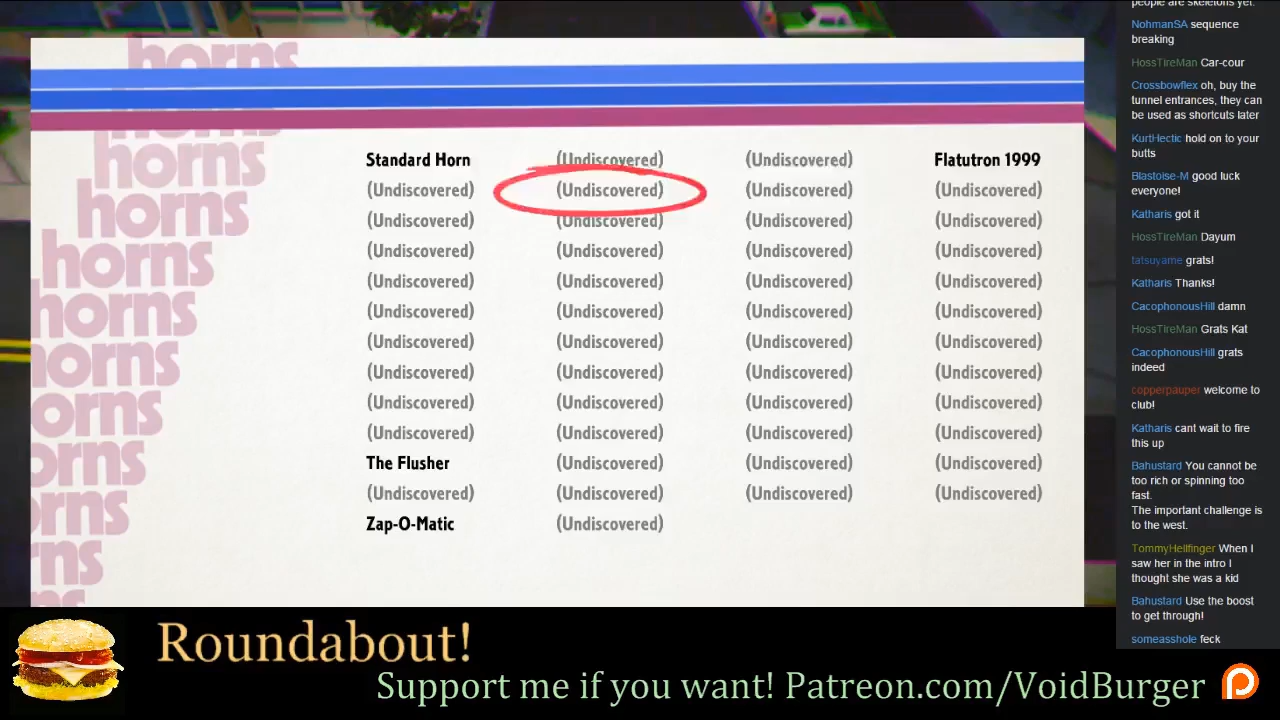 horns
horns
horns
horns
horns
horns
horns
horns
horns
horns
horns
Standard Horn (Undiscovered) (Undiscovered) Flatutron 1999
(Undiscovered) (Undiscovered) (Undiscovered) (Undiscovered)
(Undiscovered) (Undiscovered) (Undiscovered) (Undiscovered)
(Undiscovered) (Undiscovered) (Undiscovered) (Undiscovered)
(Undiscovered) (Undiscovered) (Undiscovered) (Undiscovered)
(Undiscovered) (Undiscovered) (Undiscovered) (Undiscovered)
(Undiscovered) (Undiscovered) (Undiscovered) (Undiscovered)
(Undiscovered) (Undiscovered) (Undiscovered) (Undiscovered)
(Undiscovered) (Undiscovered) (Undiscovered) (Undiscovered)
(Undiscovered) (Undiscovered) (Undiscovered) (Undiscovered)
The Flusher (Undiscovered) (Undiscovered) (Undiscovered)
(Undiscovered) (Undiscovered) (Undiscovered) (Undiscovered)
Zap-O-Matic (Undiscovered)
people are skeletons yet.
NohmanSA sequence
breaking
HossTireMan Car-cour
Crossbowflex oh, buy the
tunnel entrances, they can
be used as shortcuts later
KurtHectic hold on to your
butts
Blastoise-M good luck
everyone!
Katharis got it
HossTireMan Dayum
tatsuyame grats!
Katharis Thanks!
CacophonousHill damn
HossTireMan Grats Kat
CacophonousHill grats
indeed
copperpauper welcome to
club!
Katharis cant wait to fire
this up
Bahustard You cannot be
too rich or spinning too
fast.
The important challenge is
to the west.
TommyHellfinger When I
saw her in the intro I
thought she was a kid
Bahustard Use the boost
to get through!
someasshole feck
Roundabout!
Support me if you want! Patreon.com/VoidBurger